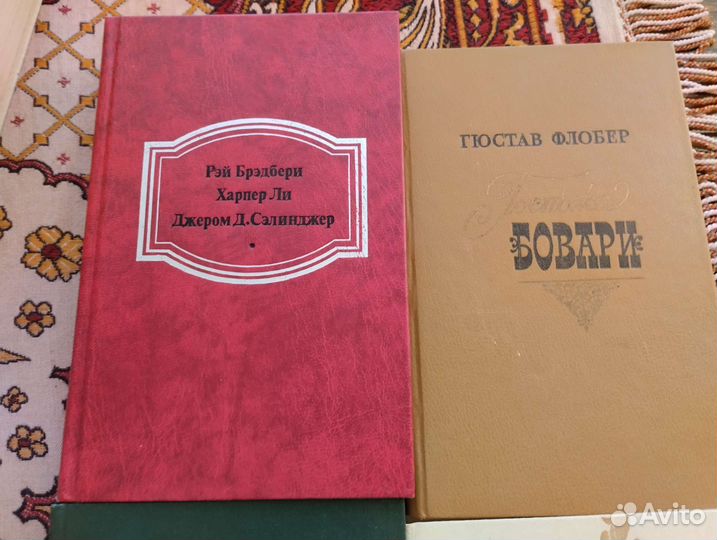 Рэй Брэдбери
Харпер Ли
Джером Д. Сэлинджер
ГЮСТАВ ФЛОБЕР
Госпожа
БОВАРИ
Avito